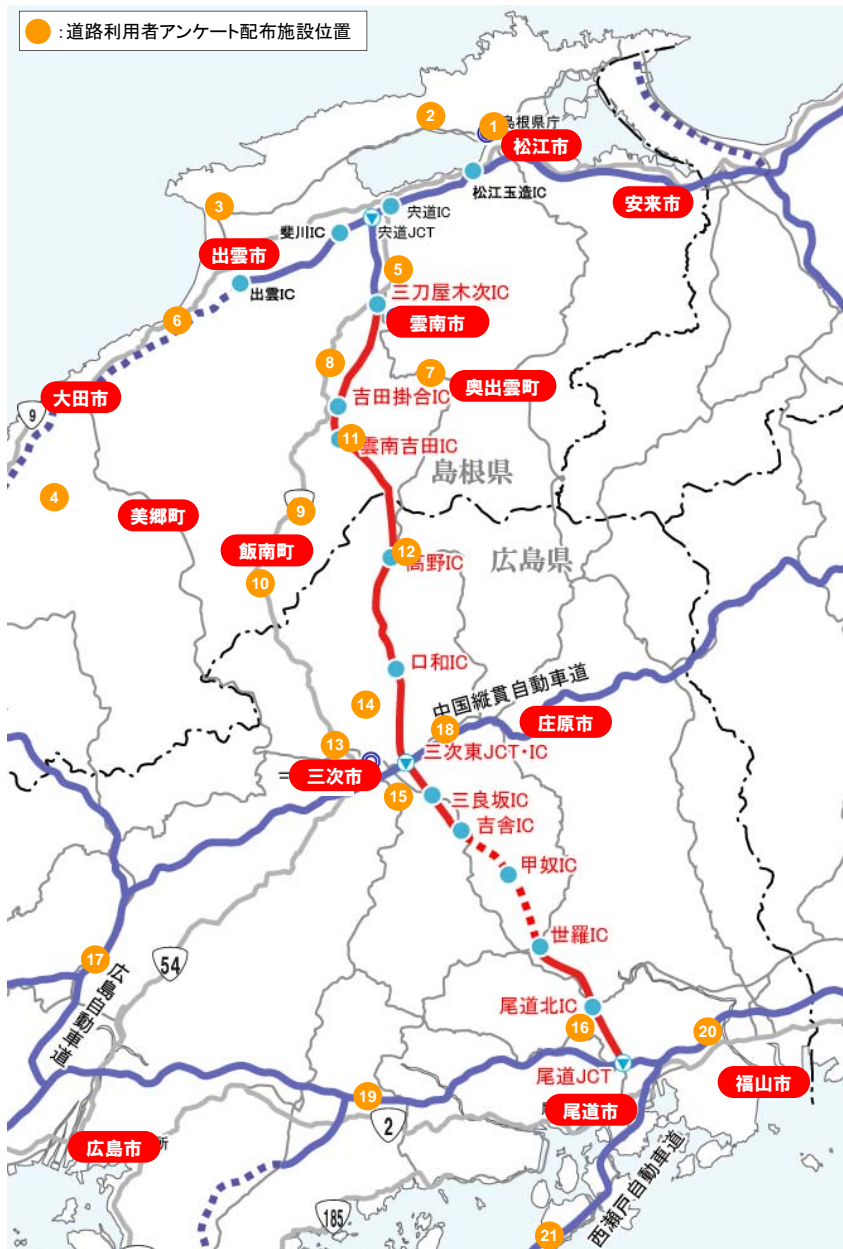 ：道路利用者アンケート配布施設位置
2
1
島根県庁
松江市
松江玉造IC
安来市
3
宍道IC
宍道JCT
斐川IC
出雲市
出雲IC
5
三刀屋木次IC
雲南市
6
8
7
奥出雲町
大田市
9
吉田掛合IC
11
雲南吉田IC
島根県
4
美郷町
9
飯南町
12
高野IC
広島県
10
口和IC
14
中国縦貫自動車道
18
庄原市
13
三次東JCT・IC
三次市
15
三良坂IC
吉舎IC
甲奴IC
世羅IC
17
54
広島自動車道
尾道北IC
16
20
尾道JCT
福山市
19
尾道市
2
広島市
所
西瀬戸自動車道
185
21